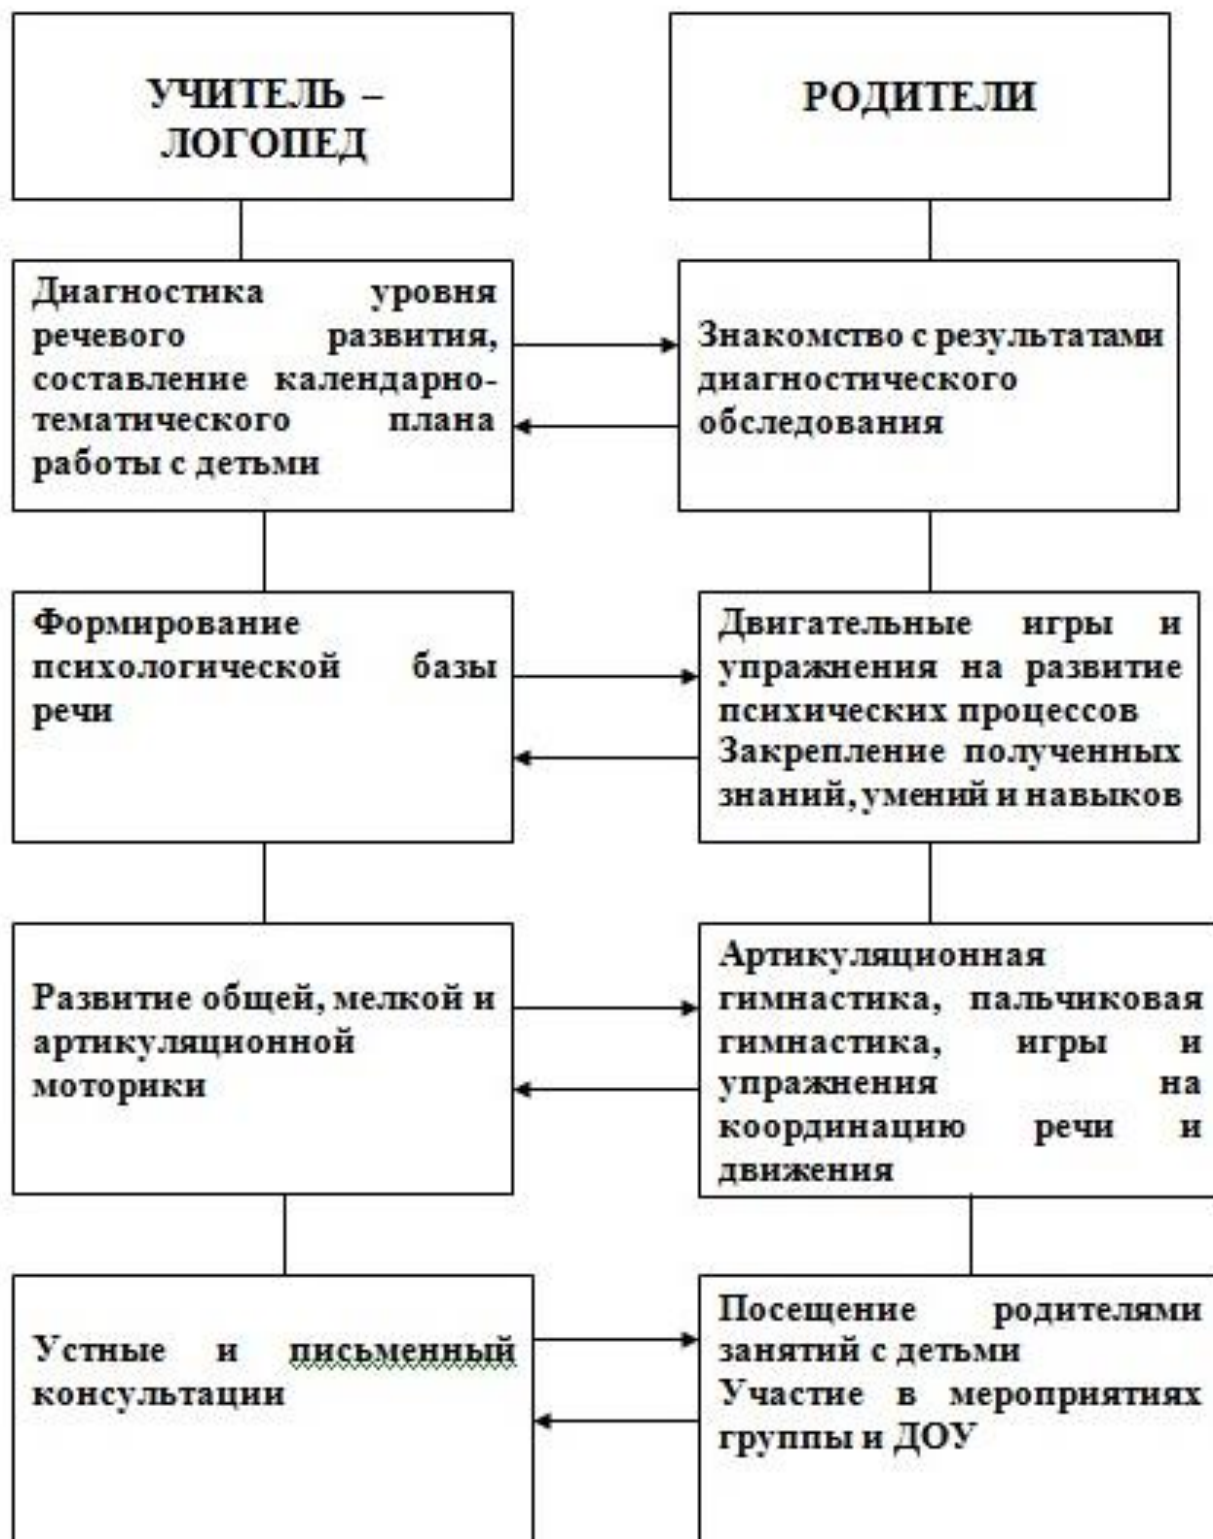 УЧИТЕЛЬ –
ЛОГОПЕД
РОДИТЕЛИ
Диагностика уровня
речевого развития,
составление календарно-
тематического плана
работы с детьми
Знакомство с результатами
диагностического
обследования
Формирование
психологической базы
речи
Двигательные игры и
упражнения на развитие
психических процессов
Закрепление полученных
знаний, умений и навыков
Развитие общей, мелкой и
артикуляционной
моторики
Артикуляционная
гимнастика, пальчиковая
гимнастика, игры и
упражнения на
координацию речи и
движения
Устные и письменный
консультации
Посещение родителями
занятий с детьми
Участие в мероприятиях
группы и ДОУ